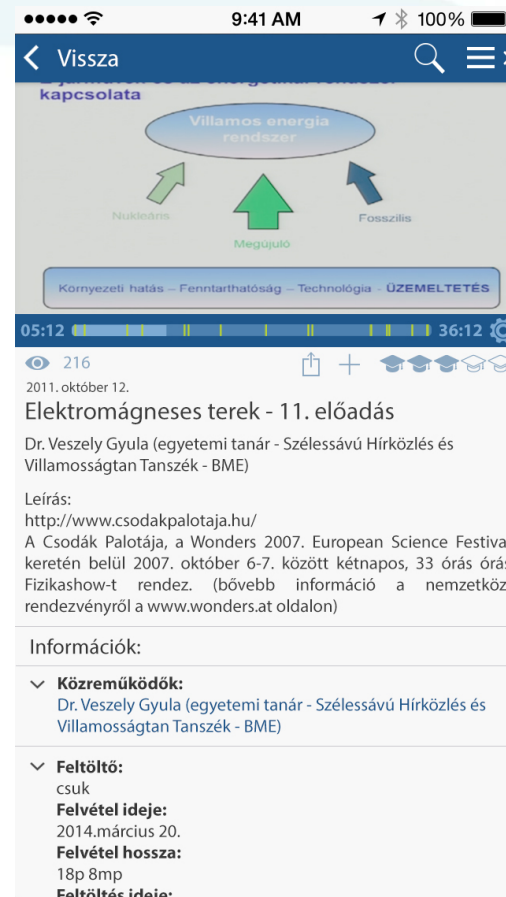 9:41 AM 100%
Vissza
kapcsolata
Villamos energia
rendszer
Nukleáris
Fosszilis
Megújuló
Környezeti hatás – Fenntarthatóság – Technológia - ÜZEMELTETÉS
05:12 36:12
216
2011. október 12.
Elektromágneses terek - 11. előadás
Dr. Veszely Gyula (egyetemi tanár - Szélessávú Hírközlés és
Villamosságtan Tanszék - BME)
Leírás:
http://www.csodakpalotaja.hu/
A Csodák Palotája, a Wonders 2007. European Science Festiva
keretén belül 2007. október 6-7. között kétnapos, 33 órás órás
Fizikashow-t rendez. (bővebb információ a nemzetköz
rendezvényről a www.wonders.at oldalon)
Információk:
Közreműködők:
Dr. Veszely Gyula (egyetemi tanár - Szélessávú Hírközlés és
Villamosságtan Tanszék - BME)
Feltöltő:
csuk
Felvétel ideje:
2014.március 20.
Felvétel hossza:
18p 8mp
Feltöltés ideje: